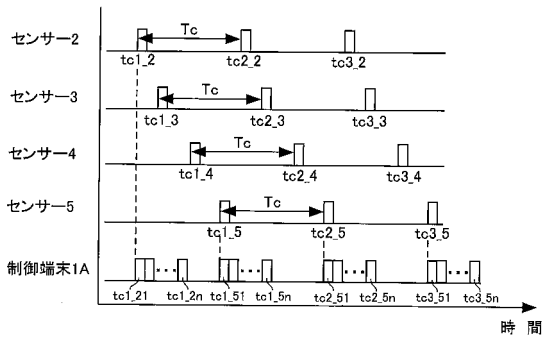 センサー2
Tc
tc1_2
tc2_2
tc3_2
センサー3
Tc
tc1_3
tc2_3
tc3_3
センサー4
Tc
tc1_4
tc2_4
tc3_4
センサー5
Tc
tc1_5
tc2_5
tc3_5
制御端末1A
tc1_21
tc1_2n
tc1_51
tc1_5n
tc2_51
tc2_5n
tc3_51
tc3_5n
時間